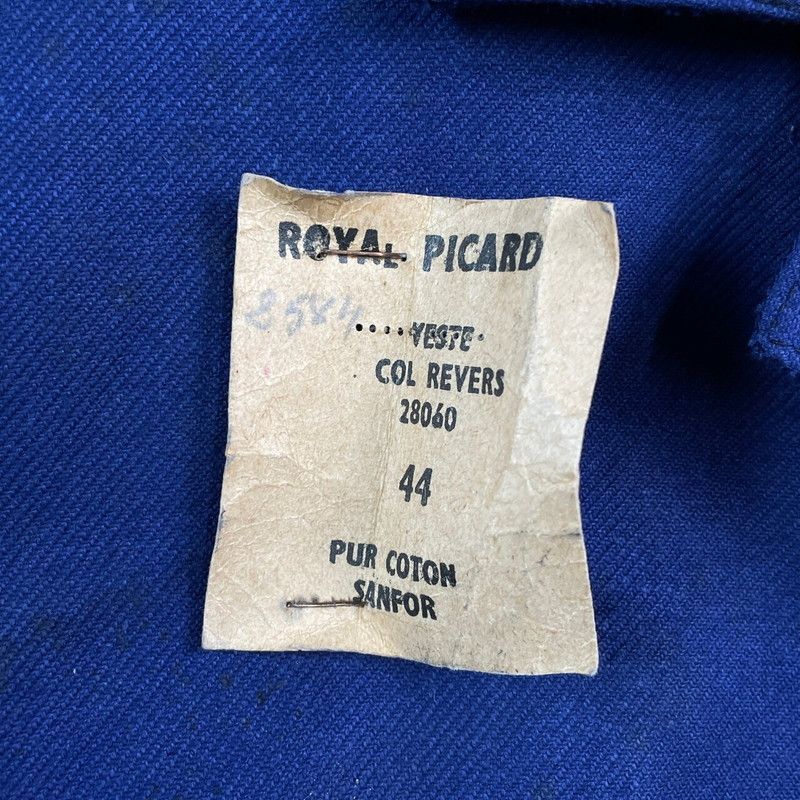 ROYAL PICARD
VESTE
COL REVERS
28060
44
PUR COTON
SANFOR